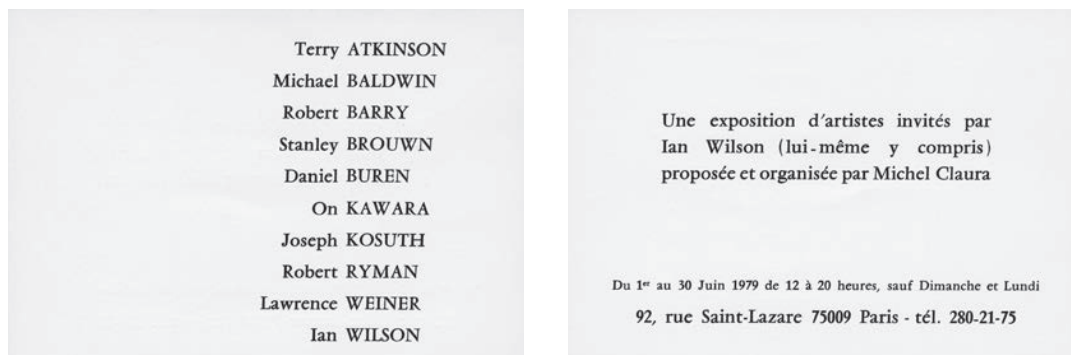 Terry ATKINSON
Michael BALDWIN
Robert BARRY
Stanley BROUWN
Daniel BUREN
On KAWARA
Joseph KOSUTH
Robert RYMAN
Lawrence WEINER
Ian WILSON
Une exposition d'artistes invités par
Ian Wilson (lui-même y compris)
proposée et organisée par Michel Claura
Du 1er au 30 Juin 1979 de 12 à 20 heures, sauf Dimanche et Lundi
92, rue Saint-Lazare 75009 Paris - tél. 280-21-75